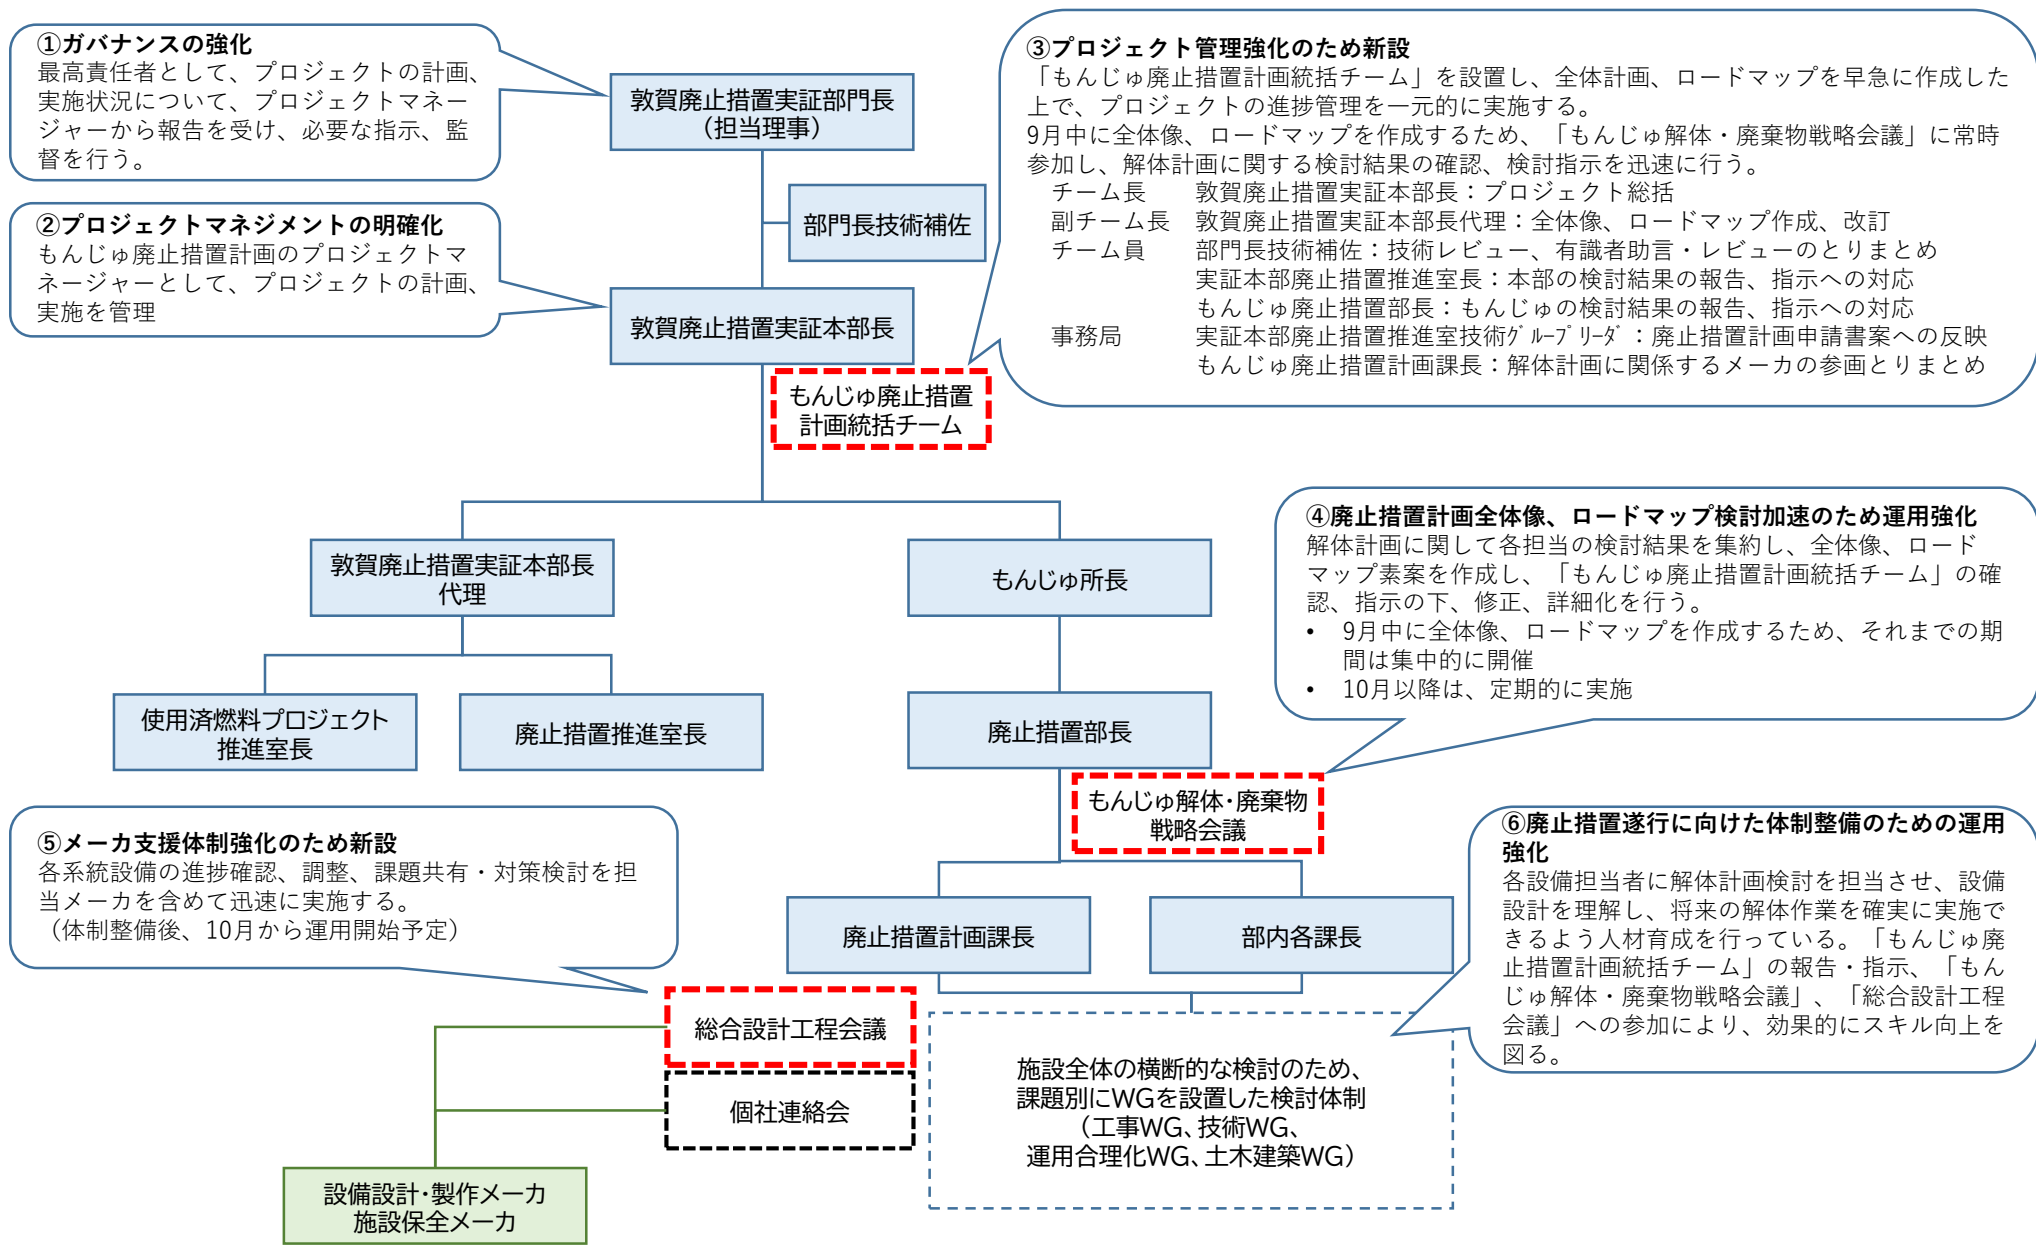 ①ガバナンスの強化
最高責任者として、プロジェクトの計画、
実施状況について、プロジェクトマネー
ジャーから報告を受け、必要な指示、監
督を行う。
敦賀廃止措置実証部門長
（担当理事）
③プロジェクト管理強化のため新設
「もんじゅ廃止措置計画統括チーム」を設置し、全体計画、ロードマップを早急に作成した
上で、プロジェクトの進捗管理を一元的に実施する。
9月中に全体像、ロードマップを作成するため、「もんじゅ解体・廃棄物戦略会議」に常時
参加し、解体計画に関する検討結果の確認、検討指示を迅速に行う。
チーム長 敦賀廃止措置実証本部長：プロジェクト総括
副チーム長 敦賀廃止措置実証本部長代理：全体像、ロードマップ作成、改訂
チーム員 部門長技術補佐：技術レビュー、有識者助言・レビューのとりまとめ
実証本部廃止措置推進室長：本部の検討結果の報告、指示への対応
もんじゅ廃止措置部長：もんじゅの検討結果の報告、指示への対応
事務局 実証本部廃止措置推進室技術ｸﾞﾙｰﾌﾟﾘｰﾀﾞ：廃止措置計画申請書案への反映
もんじゅ廃止措置計画課長：解体計画に関係するメーカの参画とりまとめ
部門長技術補佐
②プロジェクトマネジメントの明確化
もんじゅ廃止措置計画のプロジェクトマ
ネージャーとして、プロジェクトの計画、
実施を管理
敦賀廃止措置実証本部長
もんじゅ廃止措置
計画統括チーム
敦賀廃止措置実証本部長
代理
もんじゅ所長
④廃止措置計画全体像、ロードマップ検討加速のため運用強化
解体計画に関して各担当の検討結果を集約し、全体像、ロード
マップ素案を作成し、「もんじゅ廃止措置計画統括チーム」の確
認、指示の下、修正、詳細化を行う。
• 9月中に全体像、ロードマップを作成するため、それまでの期
間は集中的に開催
• 10月以降は、定期的に実施
使用済燃料プロジェクト
推進室長
廃止措置推進室長
廃止措置部長
もんじゅ解体・廃棄物
戦略会議
⑤メーカ支援体制強化のため新設
各系統設備の進捗確認、調整、課題共有・対策検討を担
当メーカを含めて迅速に実施する。
（体制整備後、10月から運用開始予定）
⑥廃止措置遂行に向けた体制整備のための運用
強化
各設備担当者に解体計画検討を担当させ、設備
設計を理解し、将来の解体作業を確実に実施で
きるよう人材育成を行っている。「もんじゅ廃
止措置計画統括チーム」の報告・指示、「もん
じゅ解体・廃棄物戦略会議」、「総合設計工程
会議」への参加により、効果的にスキル向上を
図る。
廃止措置計画課長
部内各課長
総合設計工程会議
個社連絡会
施設全体の横断的な検討のため、
課題別にWGを設置した検討体制
（工事WG、技術WG、
運用合理化WG、土木建築WG）
設備設計・製作メーカ
施設保全メーカ